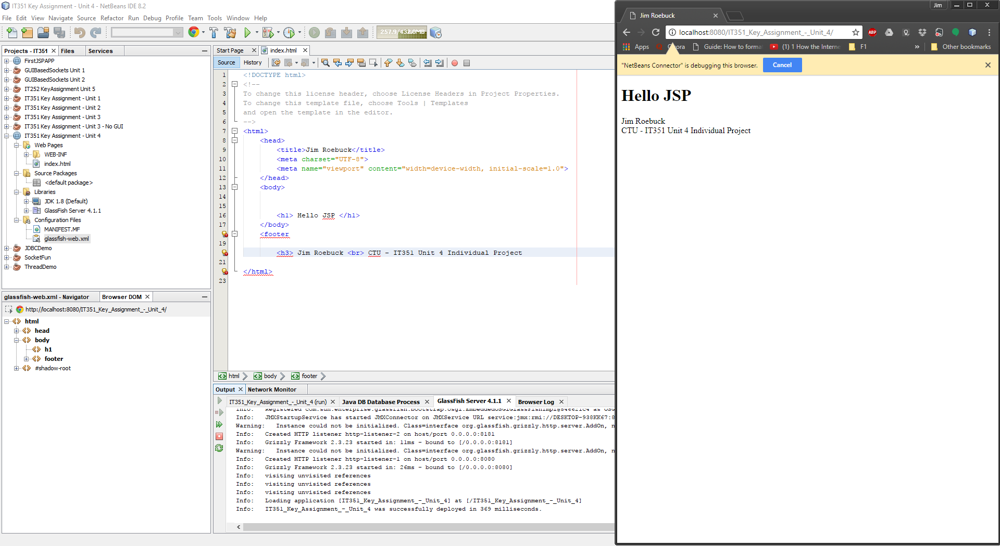 IT351 Key Assignment - Unit 4 - NetBeans IDE 8.2
File Edit View Navigate Source Refactor Run Debug Profile Team Tools Window Help
257.9/432.0MB
Projects - IT351 Files Services
FirstJSPAPP
GUIBasedSockets Unit 1
GUIBasedSockets Unit 2
IT252 KeyAssignment Unit 5
IT351 Key Assignment - Unit 1
IT351 Key Assignment - Unit 2
IT351 Key Assignment - Unit 3
IT351 Key Assignment - Unit 3 - No GUI
IT351 Key Assignment - Unit 4
Web Pages
WEB-INF
index.html
Source Packages
<default package>
Libraries
JDK 1.8 (Default)
GlassFish Server 4.1.1
Configuration Files
MANIFEST.MF
glassfish-web.xml
JDBCDemo
SocketFun
ThreadDemo
glassfish-web.xml - Navigator Browser DOM
http://localhost:8080/IT351_Key_Assignment_-_Unit_4/
html
head
body
h1
footer
#shadow-root
Start Page index.html
Source History
1 <!DOCTYPE html>
2 <!--
3 To change this license header, choose License Headers in Project Properties.
4 To change this template file, choose Tools | Templates
5 and open the template in the editor.
6 -->
7 <html>
8 <head>
9 <title>Jim Roebuck</title>
10 <meta charset="UTF-8">
11 <meta name="viewport" content="width=device-width, initial-scale=1.0">
12 </head>
13 <body>
14
15
16 <h1> Hello JSP </h1>
17 </body>
<footer
19
<h3> Jim Roebuck <br> CTU - IT351 Unit 4 Individual Project
21
</html>
23
html body footer
Output Network Monitor
IT351_Key_Assignment_-_Unit_4 (run) Java DB Database Process GlassFish Server 4.1.1 Browser Log
Info: Registered com.sun.enterprise.glassfish.bootstrap.osgi.EmbeddedOSGiGlassFishImpl@54662fc4 as OSG
Info: JMXStartupService has started JMXConnector on JMXService URL service:jmx:rmi://DESKTOP-938KK67:8
Warning: Instance could not be initialized. Class=interface org.glassfish.grizzly.http.server.AddOn, n
Info: Created HTTP listener http-listener-2 on host/port 0.0.0.0:8181
Info: Grizzly Framework 2.3.23 started in: 11ms - bound to [/0.0.0.0:8181]
Warning: Instance could not be initialized. Class=interface org.glassfish.grizzly.http.server.AddOn, n
Info: Created HTTP listener http-listener-1 on host/port 0.0.0.0:8080
Info: Grizzly Framework 2.3.23 started in: 26ms - bound to [/0.0.0.0:8080]
Info: visiting unvisited references
Info: visiting unvisited references
Info: visiting unvisited references
Info: Loading application [IT351_Key_Assignment_-_Unit_4] at [/IT351_Key_Assignment_-_Unit_4]
Info: IT351_Key_Assignment_-_Unit_4 was successfully deployed in 369 milliseconds.
Jim
Jim Roebuck
localhost:8080/IT351_Key_Assignment_-_Unit_4/
ABP
Apps Guide: How to forma (1) 1 How the Interne F1 » Other bookmarks
"NetBeans Connector" is debugging this browser. Cancel
Hello JSP
Jim Roebuck
CTU - IT351 Unit 4 Individual Project